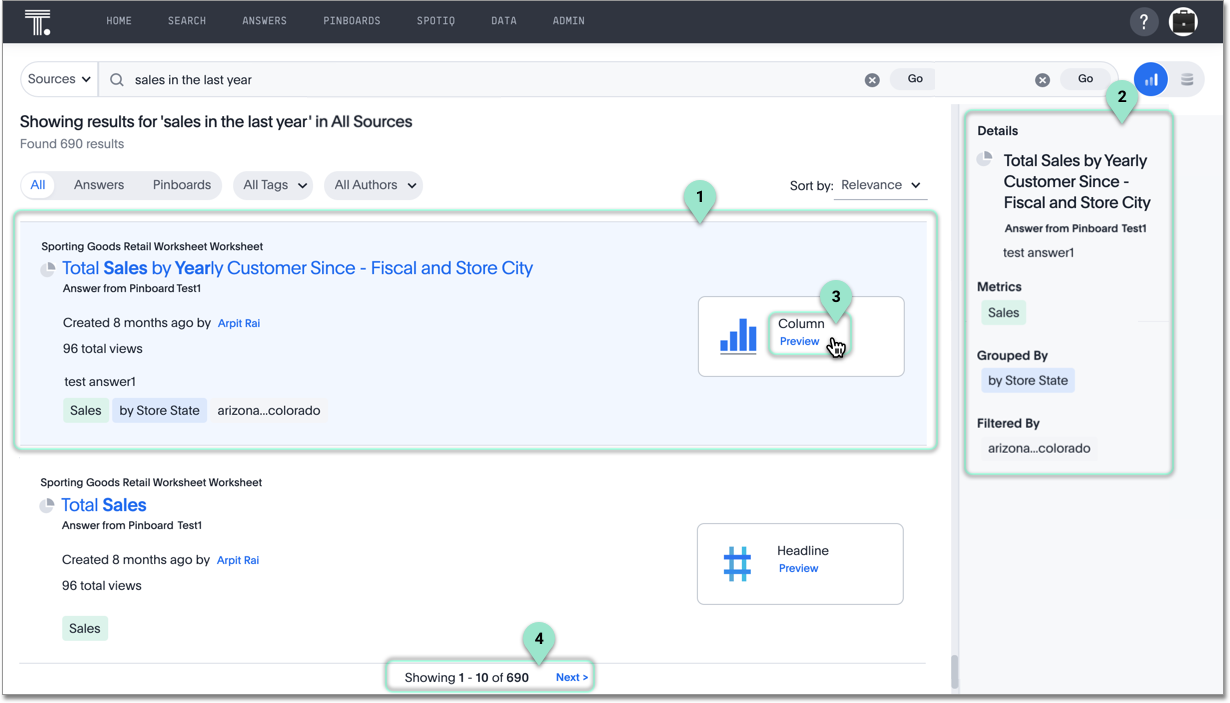 T.
HOME SEARCH ANSWERS PINBOARDS SPOTIQ DATA ADMIN ?
Sources sales in the last year Go Go
Showing results for 'sales in the last year' in All Sources
Found 690 results
All Answers Pinboards All Tags All Authors
Sort by: Relevance
1
Sporting Goods Retail Worksheet Worksheet
Total Sales by Yearly Customer Since - Fiscal and Store City
Answer from Pinboard Test1
Created 8 months ago by Arpit Rai
96 total views
test answer1
Sales by Store State arizona...colorado
3
Column
Preview
Sporting Goods Retail Worksheet Worksheet
Total Sales
Answer from Pinboard Test1
Created 8 months ago by Arpit Rai
96 total views
Sales
Headline
Preview
4
Showing 1 - 10 of 690 Next >
2
Details
Total Sales by Yearly
Customer Since -
Fiscal and Store City
Answer from Pinboard Test1
test answer1
Metrics
Sales
Grouped By
by Store State
Filtered By
arizona...colorado